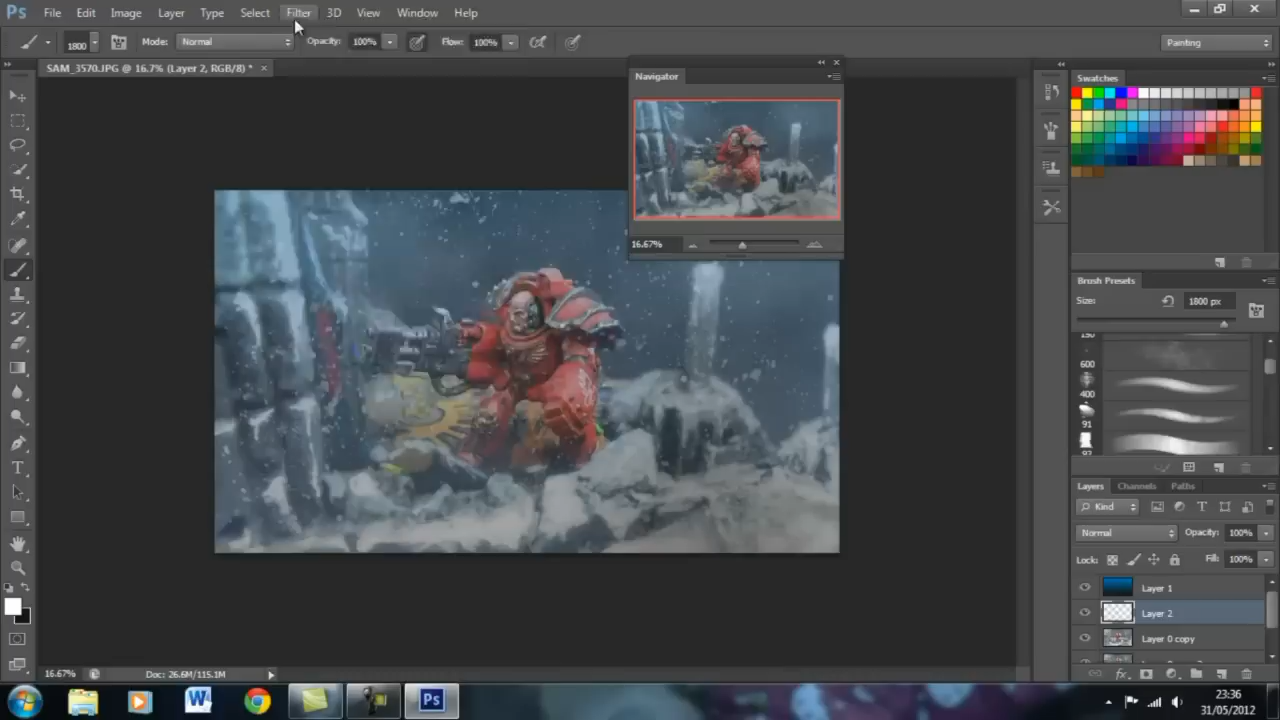 Ps File Edit Image Layer Type Select Filter 3D View Window Help
1800 Mode: Normal Opacity: 100% Flow: 100% Painting
SAM_3570.JPG @ 16.7% (Layer 2, RGB/8) * ×
Navigator
16.67%
Swatches
Brush Presets
Size: 1800 px
150
600
400
91
92
Layers Channels Paths
Kind
Normal Opacity: 100%
Lock: Fill: 100%
Layer 1
Layer 2
Layer 0 copy
16.67% Doc: 26.6M/115.1M
W Ps
23:36
31/05/2012